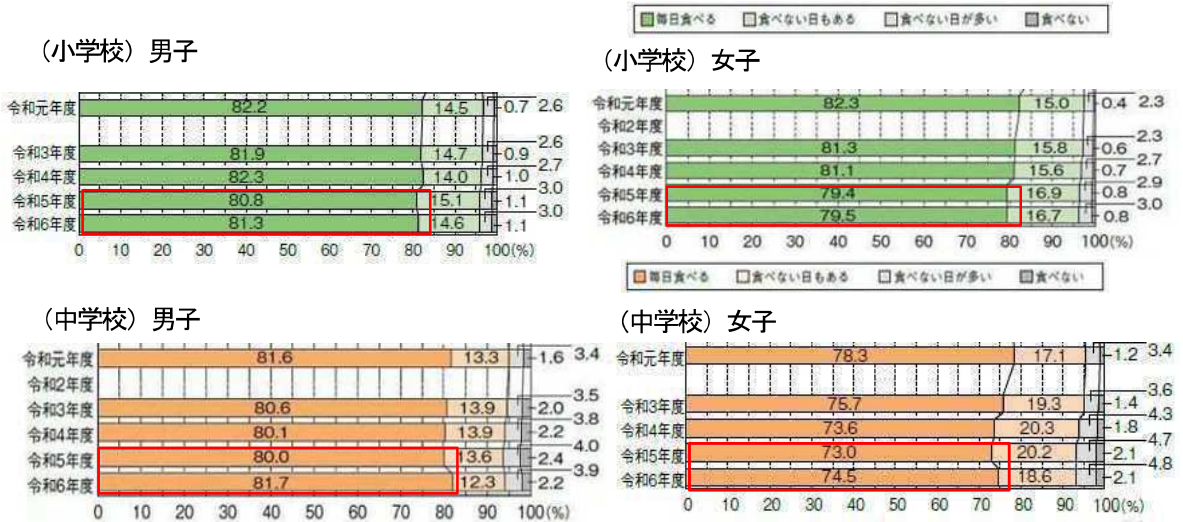 毎日食べる 食べない日もある 食べない日が多い 食べない
（小学校）男子
令和元年度 82.2 14.5 0.7 2.6
令和3年度 81.9 14.7 0.9 2.6
令和4年度 82.3 14.0 1.0 2.7
令和5年度 80.8 15.1 1.1 3.0
令和6年度 81.3 14.6 1.1 3.0
0 10 20 30 40 50 60 70 80 90 100(%)
（小学校）女子
令和元年度 82.3 15.0 0.4 2.3
令和2年度
令和3年度 81.3 15.8 0.6 2.3
令和4年度 81.1 15.6 0.7 2.7
令和5年度 79.4 16.9 0.8 2.9
令和6年度 79.5 16.7 0.8 3.0
0 10 20 30 40 50 60 70 80 90 100(%)
毎日食べる 食べない日もある 食べない日が多い 食べない
（中学校）男子
令和元年度 81.6 13.3 1.6 3.4
令和2年度
令和3年度 80.6 13.9 2.0 3.5
令和4年度 80.1 13.9 2.2 3.8
令和5年度 80.0 13.6 2.4 4.0
令和6年度 81.7 12.3 2.2 3.9
0 10 20 30 40 50 60 70 80 90 100(%)
（中学校）女子
令和元年度 78.3 17.1 1.2 3.4
令和3年度 75.7 19.3 1.4 3.6
令和4年度 73.6 20.3 1.8 4.3
令和5年度 73.0 20.2 2.1 4.7
令和6年度 74.5 18.6 2.1 4.8
0 10 20 30 40 50 60 70 80 90 100(%)